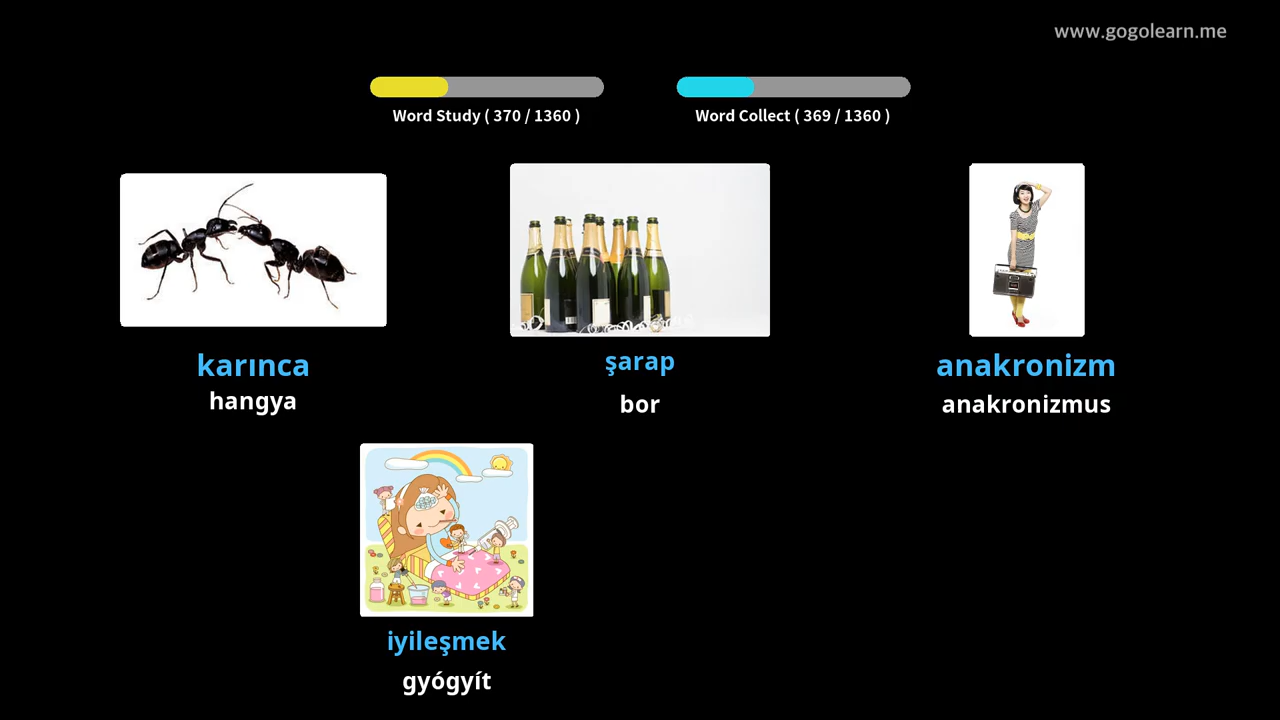 www.gogolearn.me
Word Study ( 370 / 1360 )
Word Collect ( 369 / 1360 )
karınca
hangya
şarap
bor
anakronizm
anakronizmus
iyileşmek
gyógyít